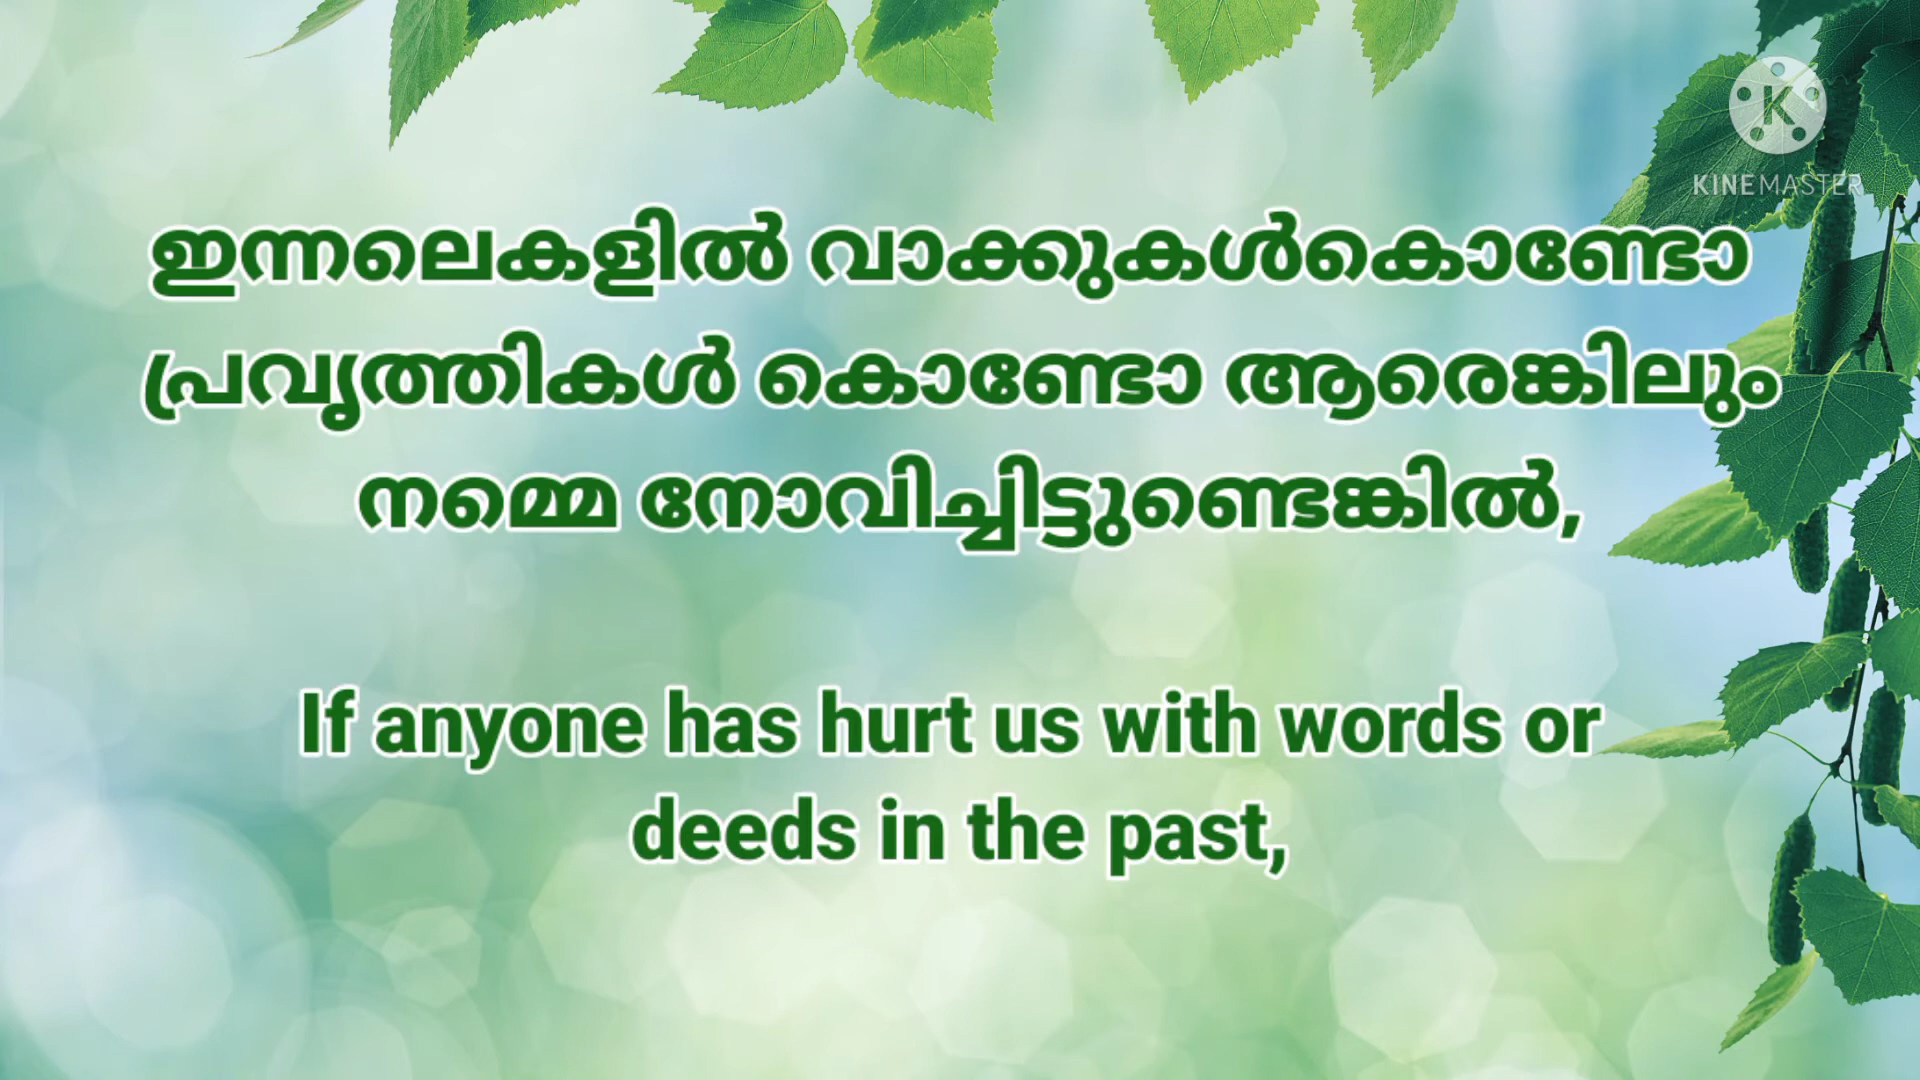 KINEMASTER
ഇന്നലെകളിൽ വാക്കുകൾകൊണ്ടോ
പ്രവൃത്തികൾ കൊണ്ടോ ആരെങ്കിലും
നമ്മെ നോവിച്ചിട്ടുണ്ടെങ്കിൽ,
If anyone has hurt us with words or
deeds in the past,